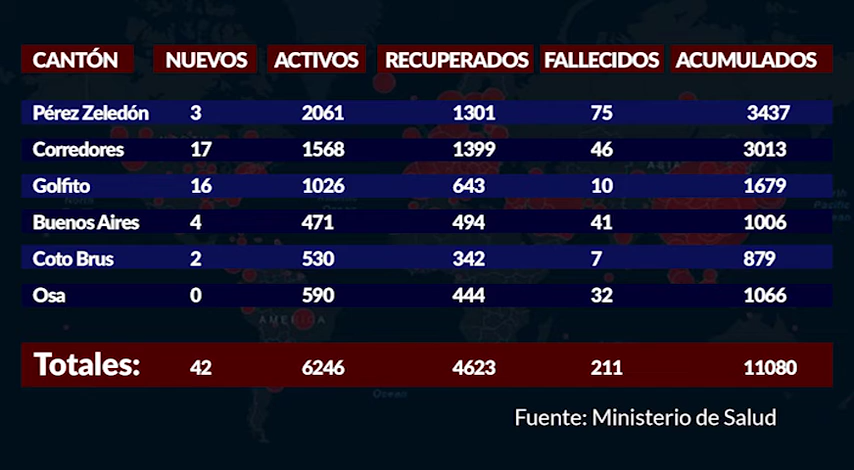 CANTÓN NUEVOS ACTIVOS RECUPERADOS FALLECIDOS ACUMULADOS
Pérez Zeledón 3 2061 1301 75 3437
Corredores 17 1568 1399 46 3013
Golfito 16 1026 643 10 1679
Buenos Aires 4 471 494 41 1006
Coto Brus 2 530 342 7 879
Osa 0 590 444 32 1066
AMERICA
Totales: 42 6246 4623 211 11080
Ocean
Fuente: Ministerio de Salud